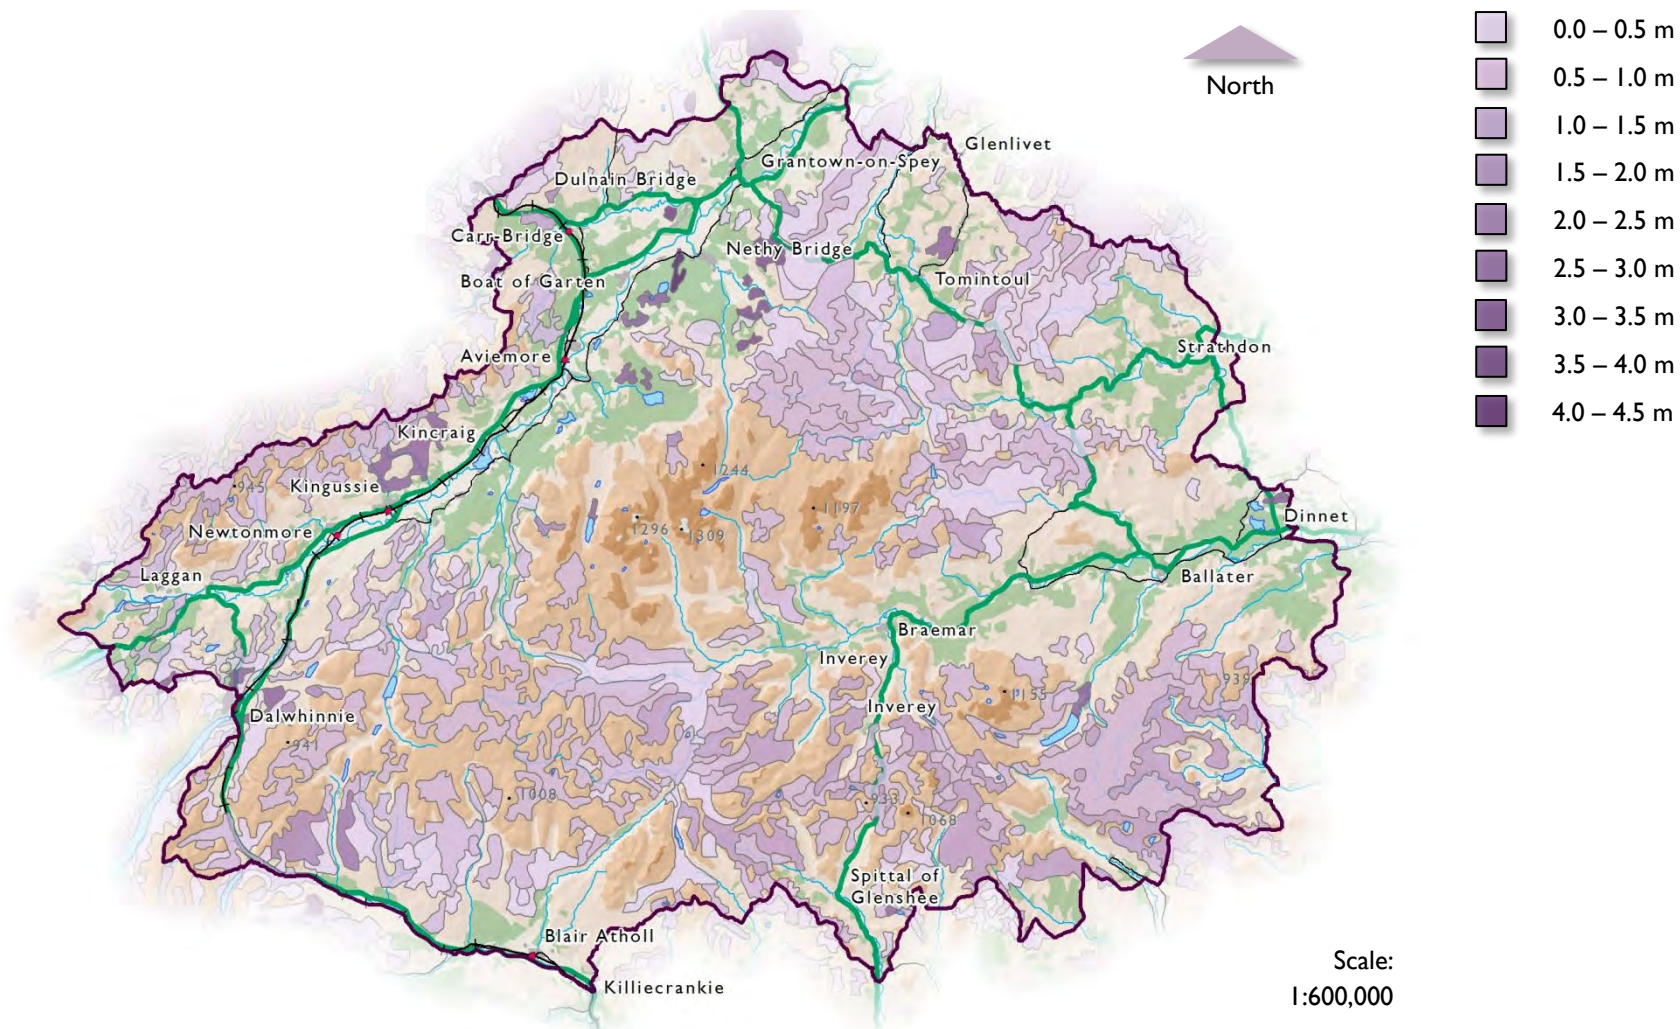 0.0 – 0.5 m
0.5 – 1.0 m
1.0 – 1.5 m
1.5 – 2.0 m
2.0 – 2.5 m
2.5 – 3.0 m
3.0 – 3.5 m
3.5 – 4.0 m
4.0 – 4.5 m
North
Glenlivet
Grantown-on-Spey
Dulnain Bridge
Carr-Bridge
Nethy Bridge
Boat of Garten
Tomintoul
Aviemore
Strathdon
Kincraig
1244
Kingussie
945
1197
Newtonmore
1296
1309
Dinnet
Laggan
Ballater
Braemar
Inverey
939
1155
Inverey
Dalwhinnie
941
1008
933
1068
Spittal of
Glenshee
Blair Atholl
Killiecrankie
Scale:
1:600,000